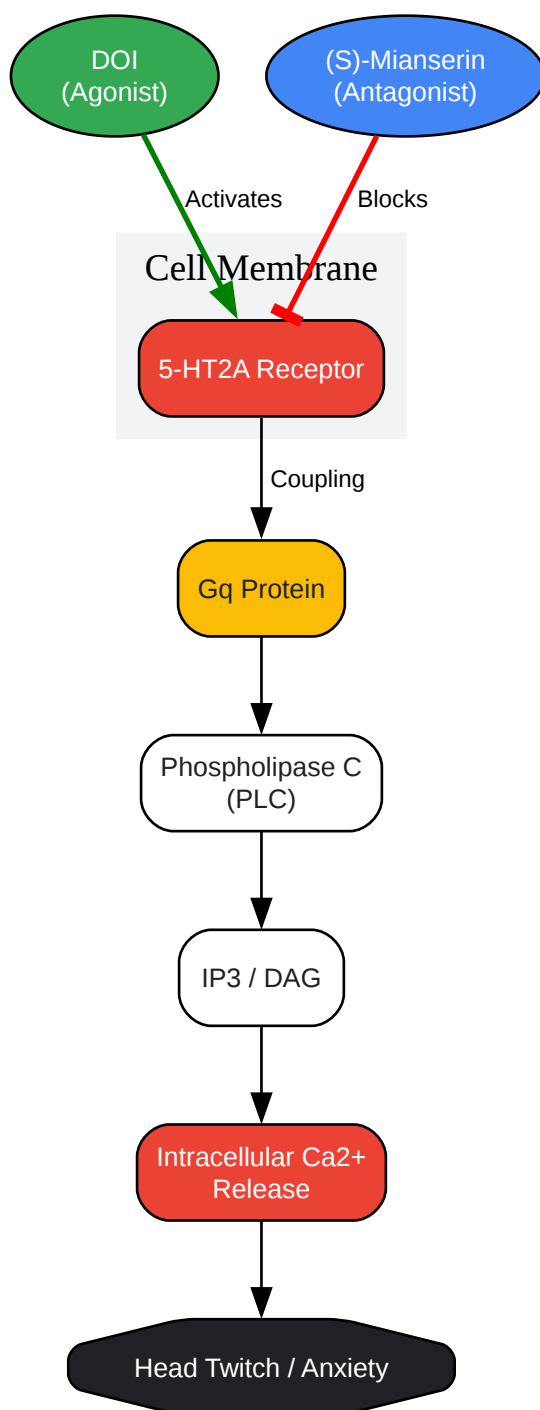 DOI
(Agonist)
(S)-Mianserin
(Antagonist)
Activates
Blocks
Cell Membrane
5-HT2A Receptor
Coupling
Gq Protein
Phospholipase C
(PLC)
IP3 / DAG
Intracellular Ca2+
Release
Head Twitch / Anxiety